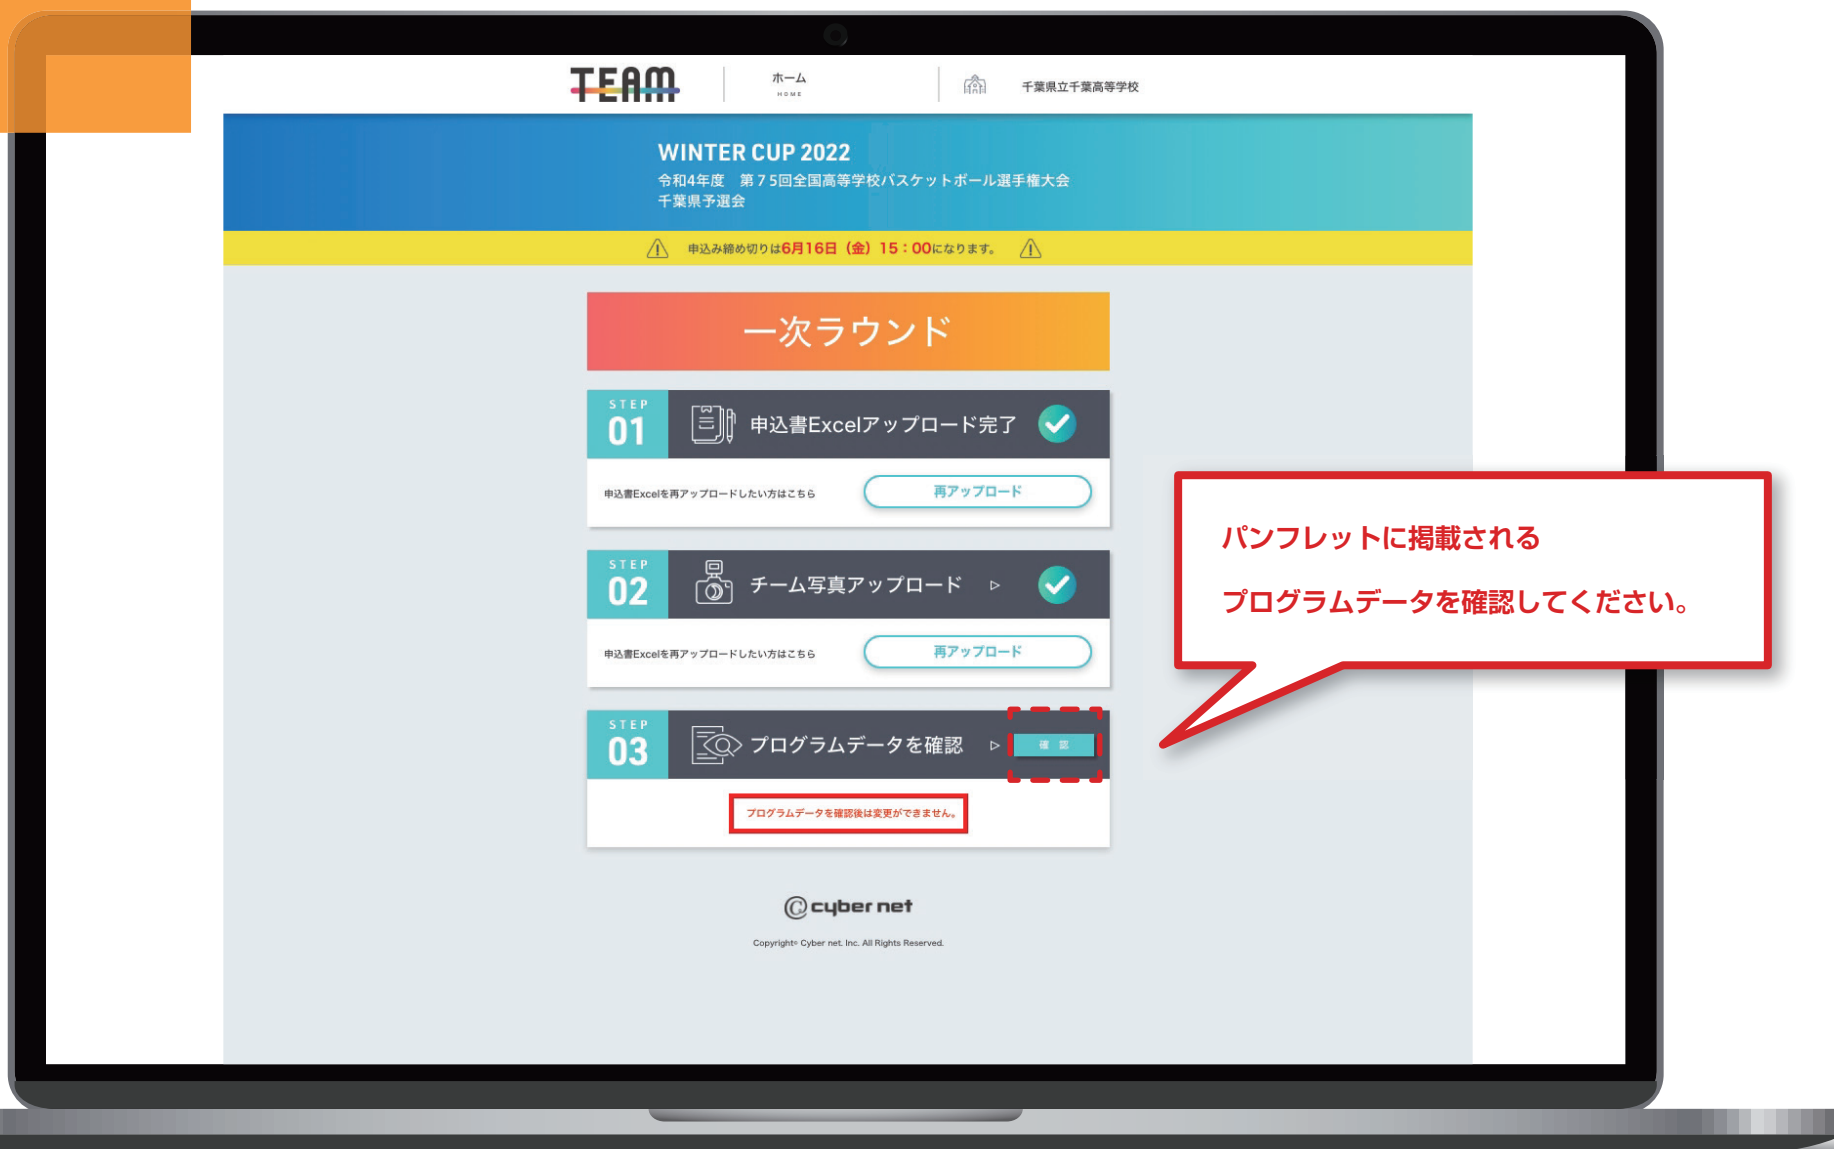 TEAM
ホーム
HOME
千葉県立千葉高等学校
WINTER CUP 2022
令和4年度　第75回全国高等学校バスケットボール選手権大会
千葉県予選会
申込み締め切りは6月16日（金）15：00になります。
一次ラウンド
STEP
01
申込書Excelアップロード完了
申込書Excelを再アップロードしたい方はこちら
再アップロード
STEP
02
チーム写真アップロード
申込書Excelを再アップロードしたい方はこちら
再アップロード
STEP
03
プログラムデータを確認
確 認
プログラムデータを確認後は変更ができません。
パンフレットに掲載される
プログラムデータを確認してください。
cyber net
Copyright© Cyber net. Inc. All Rights Reserved.